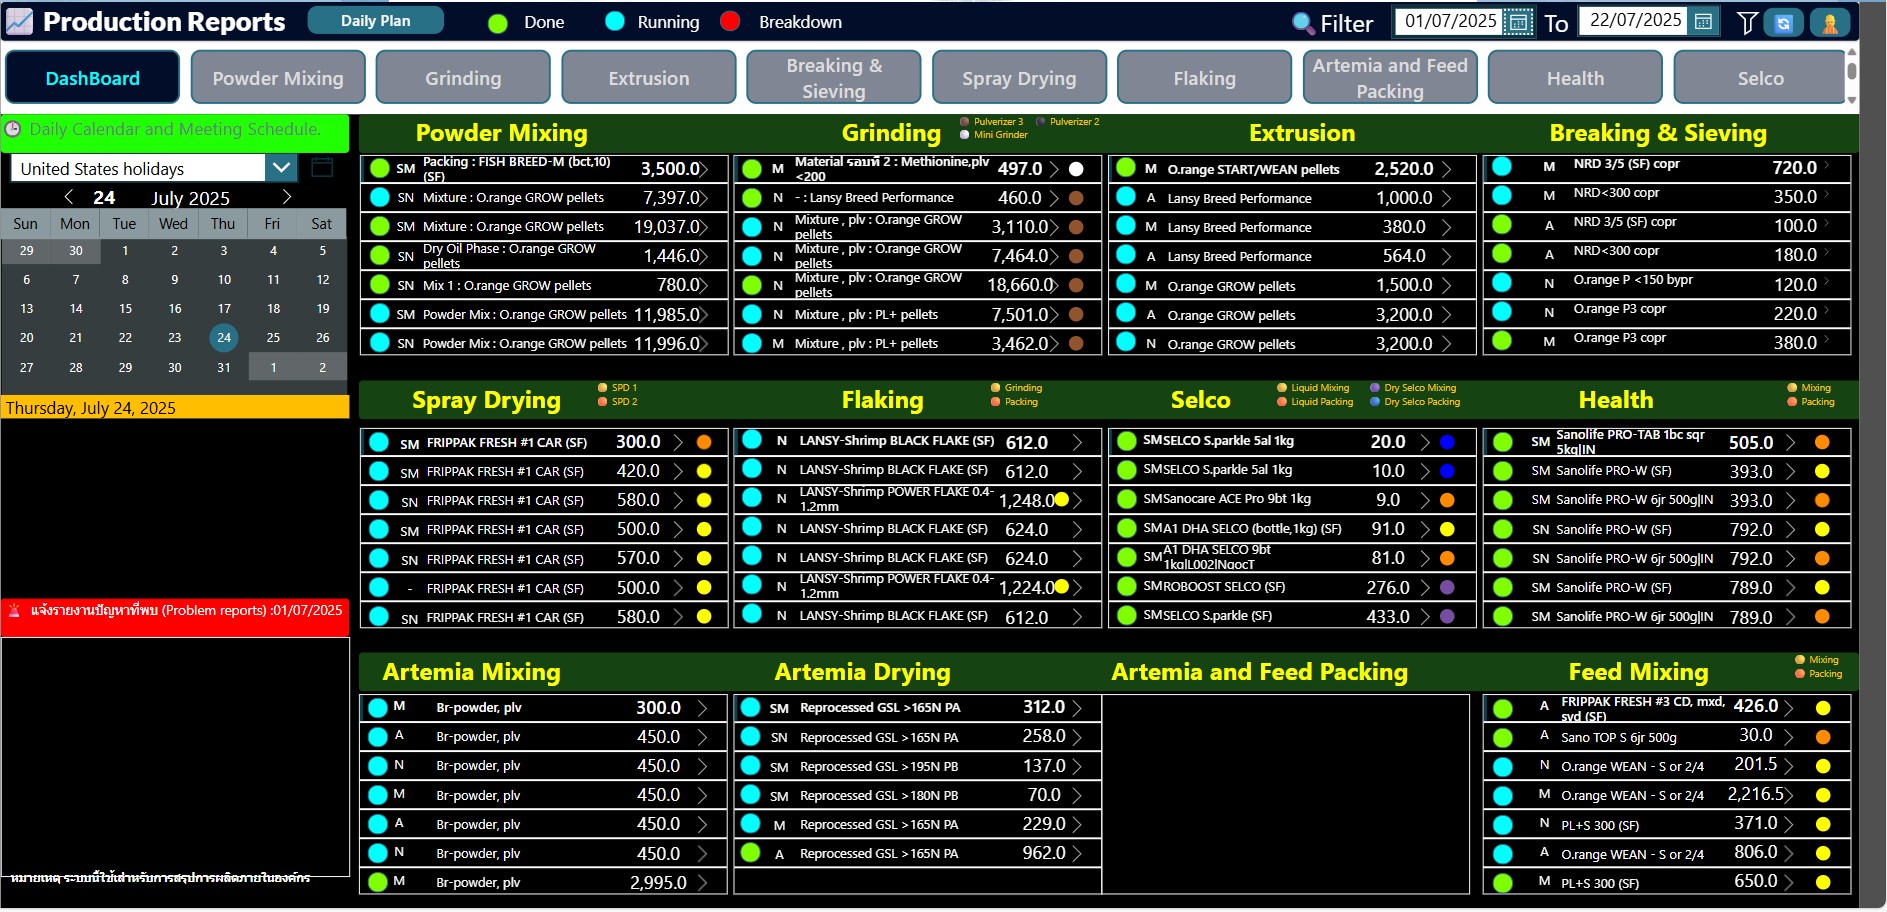 Production Reports
Daily Plan
Done
Running
Breakdown
Filter
01/07/2025
To
22/07/2025
DashBoard
Powder Mixing
Grinding
Extrusion
Breaking &
Sieving
Spray Drying
Flaking
Artemia and Feed
Packing
Health
Selco
Daily Calendar and Meeting Schedule.
United States holidays
24 July 2025
Sun Mon Tue Wed Thu Fri Sat
29 30 1 2 3 4 5
6 7 8 9 10 11 12
13 14 15 16 17 18 19
20 21 22 23 24 25 26
27 28 29 30 31 1 2
Thursday, July 24, 2025
แจ้งรายงานปัญหาที่พบ (Problem reports) :01/07/2025
หมายเหตุ ระบบนี้ใช้สำหรับการสรุปการผลิตภายในองค์กร
Powder Mixing
SM Packing : FISH BREED-M (bct,10)
(SF) 3,500.0
SN Mixture : O.range GROW pellets 7,397.0
SM Mixture : O.range GROW pellets 19,037.0
SN Dry Oil Phase : O.range GROW
pellets 1,446.0
SN Mix 1 : O.range GROW pellets 780.0
SM Powder Mix : O.range GROW pellets 11,985.0
SN Powder Mix : O.range GROW pellets 11,996.0
Grinding
Pulverizer 3
Pulverizer 2
Mini Grinder
M Material รอบที่ 2 : Methionine,plv
<200 497.0
N - : Lansy Breed Performance 460.0
N Mixture , plv : O.range GROW
pellets 3,110.0
N Mixture , plv : O.range GROW
pellets 7,464.0
N Mixture , plv : O.range GROW
pellets 18,660.0
N Mixture , plv : PL+ pellets 7,501.0
M Mixture , plv : PL+ pellets 3,462.0
Extrusion
M O.range START/WEAN pellets 2,520.0
A Lansy Breed Performance 1,000.0
M Lansy Breed Performance 380.0
A Lansy Breed Performance 564.0
M O.range GROW pellets 1,500.0
A O.range GROW pellets 3,200.0
N O.range GROW pellets 3,200.0
Breaking & Sieving
M NRD 3/5 (SF) copr 720.0
M NRD<300 copr 350.0
A NRD 3/5 (SF) copr 100.0
A NRD<300 copr 180.0
N O.range P <150 bypr 120.0
N O.range P3 copr 220.0
M O.range P3 copr 380.0
Spray Drying
SPD 1
SPD 2
SM FRIPPAK FRESH #1 CAR (SF) 300.0
SM FRIPPAK FRESH #1 CAR (SF) 420.0
SN FRIPPAK FRESH #1 CAR (SF) 580.0
SM FRIPPAK FRESH #1 CAR (SF) 500.0
SN FRIPPAK FRESH #1 CAR (SF) 570.0
- FRIPPAK FRESH #1 CAR (SF) 500.0
SN FRIPPAK FRESH #1 CAR (SF) 580.0
Flaking
Grinding
Packing
N LANSY-Shrimp BLACK FLAKE (SF) 612.0
N LANSY-Shrimp BLACK FLAKE (SF) 612.0
N LANSY-Shrimp POWER FLAKE 0.4-
1.2mm 1,248.0
N LANSY-Shrimp BLACK FLAKE (SF) 624.0
N LANSY-Shrimp BLACK FLAKE (SF) 624.0
N LANSY-Shrimp POWER FLAKE 0.4-
1.2mm 1,224.0
N LANSY-Shrimp BLACK FLAKE (SF) 612.0
Selco
Liquid Mixing
Dry Selco Mixing
Liquid Packing
Dry Selco Packing
SM SELCO S.parkle 5al 1kg 20.0
SM SELCO S.parkle 5al 1kg 10.0
SM Sanocare ACE Pro 9bt 1kg 9.0
SM A1 DHA SELCO (bottle,1kg) (SF) 91.0
SM A1 DHA SELCO 9bt
1kg|L002|NgocT 81.0
SM ROBOOST SELCO (SF) 276.0
SM SELCO S.parkle (SF) 433.0
Health
Mixing
Packing
SM Sanolife PRO-TAB 1bc sqr
5kg|IN 505.0
SM Sanolife PRO-W (SF) 393.0
SM Sanolife PRO-W 6jr 500g|IN 393.0
SN Sanolife PRO-W (SF) 792.0
SN Sanolife PRO-W 6jr 500g|IN 792.0
SM Sanolife PRO-W (SF) 789.0
SM Sanolife PRO-W 6jr 500g|IN 789.0
Artemia Mixing
M Br-powder, plv 300.0
A Br-powder, plv 450.0
N Br-powder, plv 450.0
M Br-powder, plv 450.0
A Br-powder, plv 450.0
N Br-powder, plv 450.0
M Br-powder, plv 2,995.0
Artemia Drying
SM Reprocessed GSL >165N PA 312.0
SN Reprocessed GSL >165N PA 258.0
SM Reprocessed GSL >195N PB 137.0
SM Reprocessed GSL >180N PB 70.0
M Reprocessed GSL >165N PA 229.0
A Reprocessed GSL >165N PA 962.0
Artemia and Feed Packing
Feed Mixing
Mixing
Packing
A FRIPPAK FRESH #3 CD, mxd,
svd (SF) 426.0
A Sano TOP S 6jr 500g 30.0
N O.range WEAN - S or 2/4 201.5
M O.range WEAN - S or 2/4 2,216.5
N PL+S 300 (SF) 371.0
A O.range WEAN - S or 2/4 806.0
M PL+S 300 (SF) 650.0